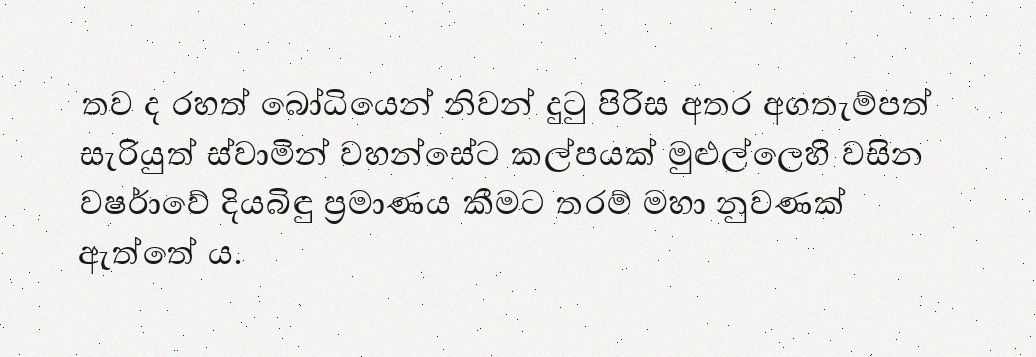 තව ද රහත් බෝධියෙන් නිවන් දුටු පිරිස අතර අගතැම්පත්
සැරියුත් ස්වාමින් වහන්සේට කල්පයක් මුළුල්ලෙහි වසින
වෂර්‍ාවේ දියබිඳු ප්‍රමාණය කීමට තරම් මහා නුවණක්
ඇත්තේ ය.